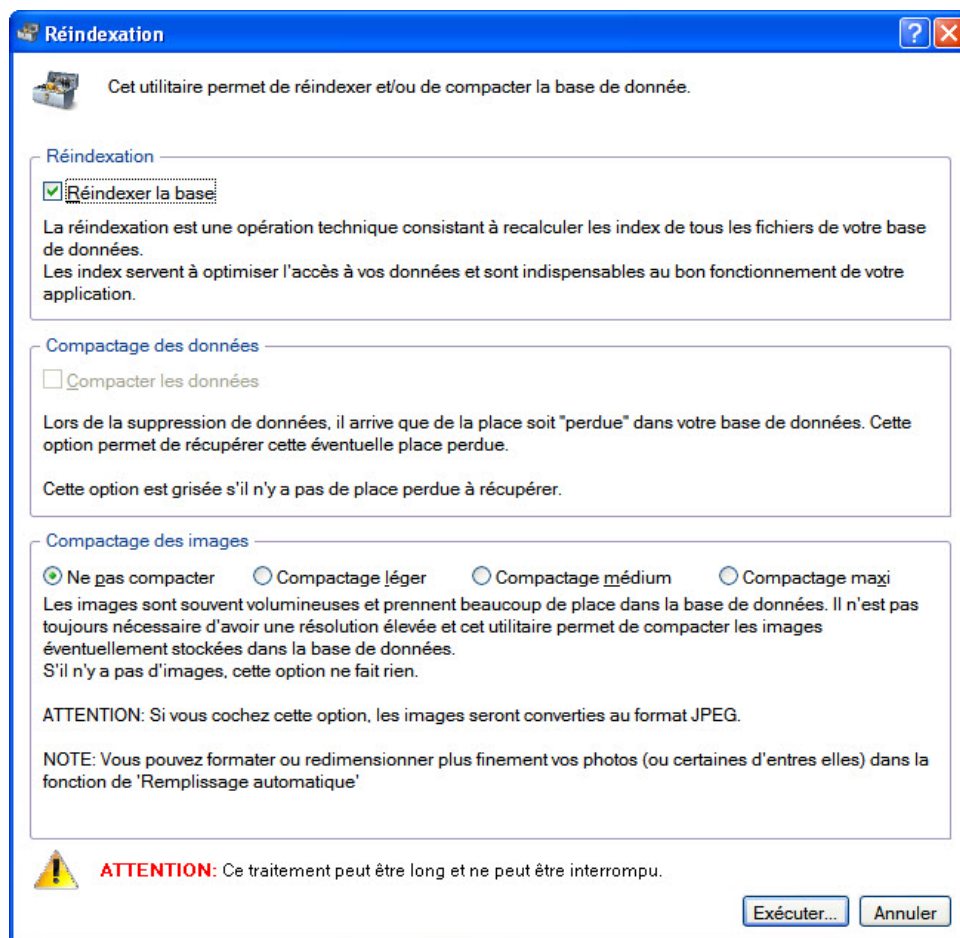 Réindexation
Cet utilitaire permet de réindexer et/ou de compacter la base de donnée.
Réindexation
Réindexer la base
La réindexation est une opération technique consistant à recalculer les index de tous les fichiers de votre base
de données.
Les index servent à optimiser l'accès à vos données et sont indispensables au bon fonctionnement de votre
application.
Compactage des données
Compacter les données
Lors de la suppression de données, il arrive que de la place soit "perdue" dans votre base de données. Cette
option permet de récupérer cette éventuelle place perdue.
Cette option est grisée s'il n'y a pas de place perdue à récupérer.
Compactage des images
Ne pas compacter Compactage léger Compactage médium Compactage maxi
Les images sont souvent volumineuses et prennent beaucoup de place dans la base de données. Il n'est pas
toujours nécessaire d'avoir une résolution élevée et cet utilitaire permet de compacter les images
éventuellement stockées dans la base de données.
S'il n'y a pas d'images, cette option ne fait rien.
ATTENTION: Si vous cochez cette option, les images seront converties au format JPEG.
NOTE: Vous pouvez formater ou redimensionner plus finement vos photos (ou certaines d'entres elles) dans la
fonction de 'Remplissage automatique'
ATTENTION: Ce traitement peut être long et ne peut être interrompu.
Exécuter... Annuler